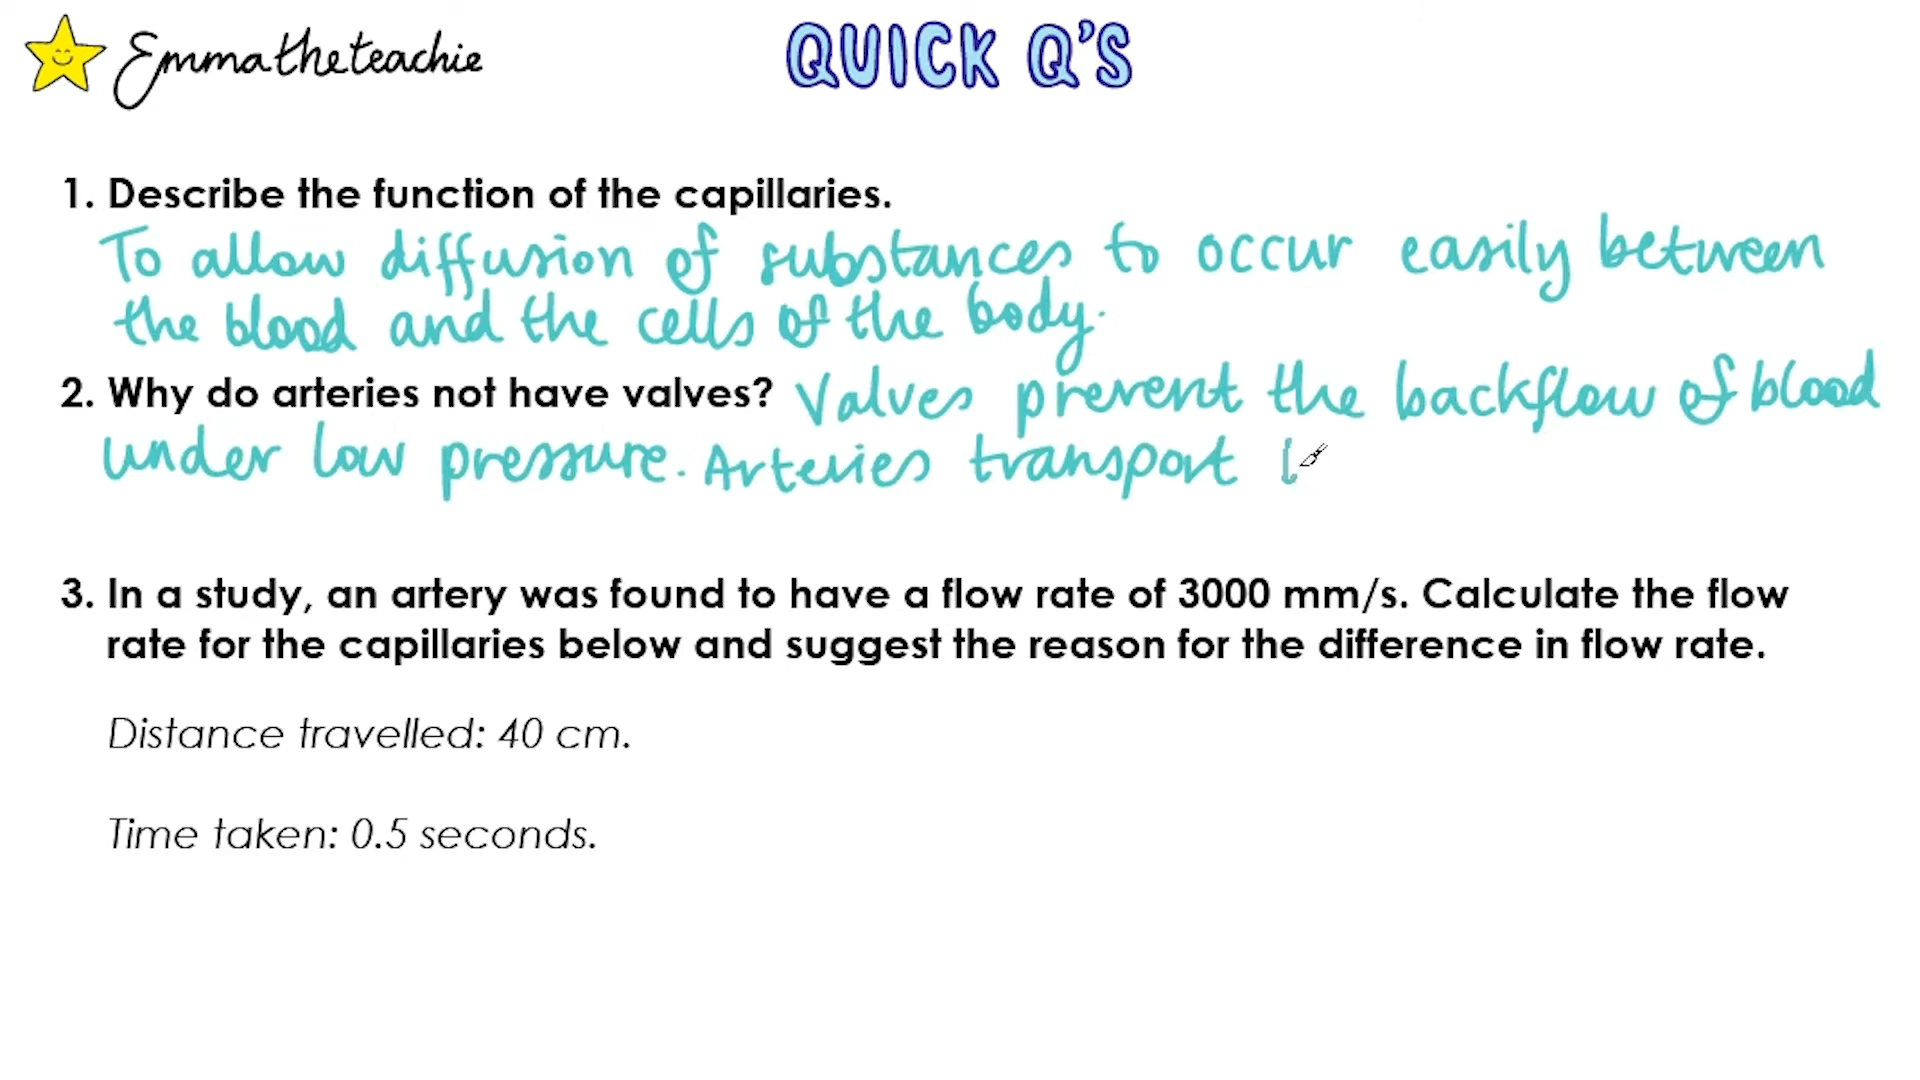 Emmatheteachie
QUICK Q'S
1. Describe the function of the capillaries.
To allow diffusion of substances to occur easily between
the blood and the cells of the body.
2. Why do arteries not have valves? Valves prevent the backflow of blood
under low pressure. Arteries transport
3. In a study, an artery was found to have a flow rate of 3000 mm/s. Calculate the flow
rate for the capillaries below and suggest the reason for the difference in flow rate.
Distance travelled: 40 cm.
Time taken: 0.5 seconds.